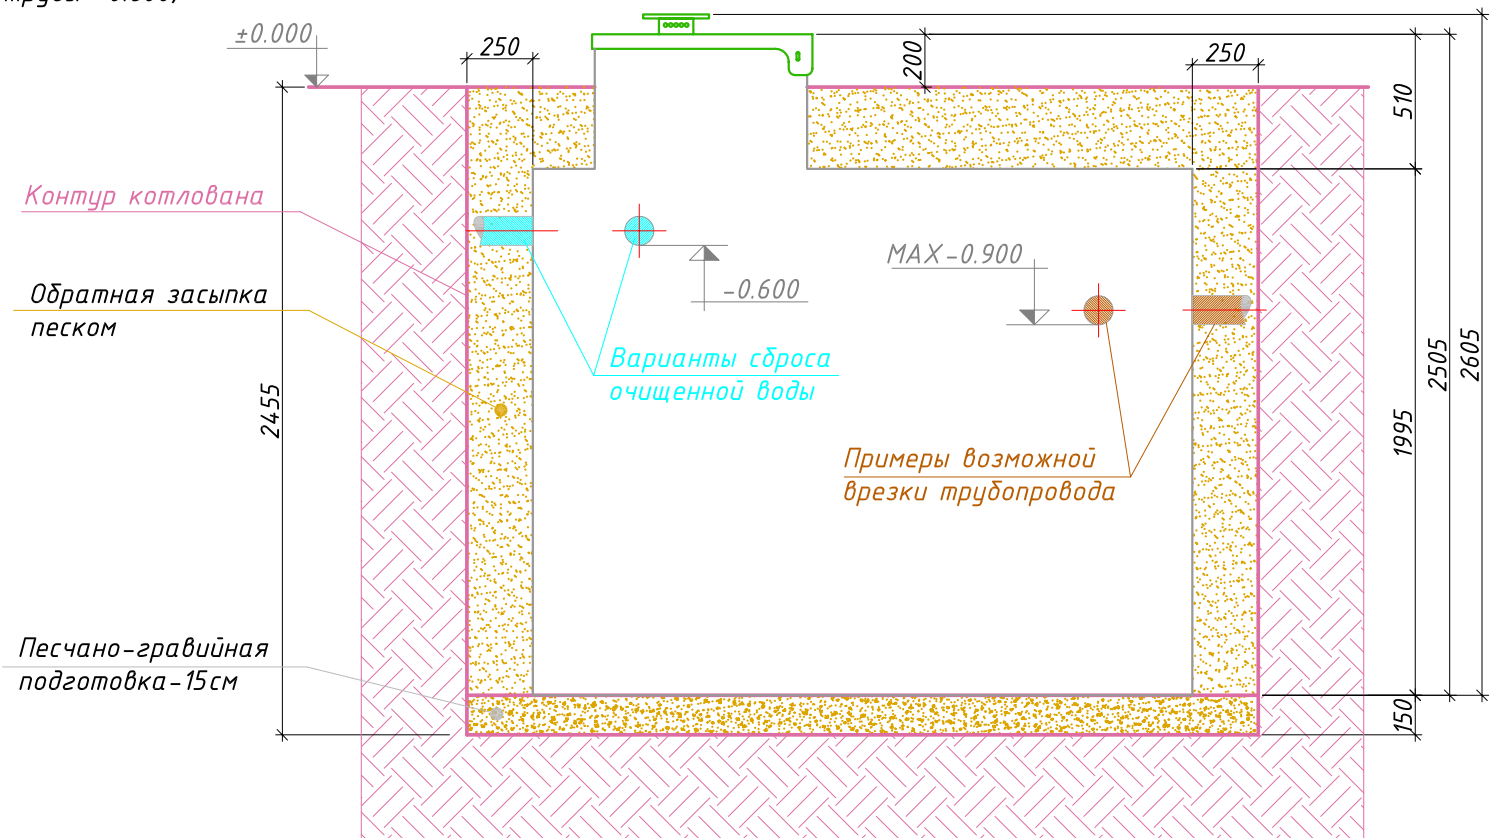 ±0.000
250
200
250
510
Контур котлована
Обратная засыпка
песком
MAX-0.900
-0.600
Варианты сброса
очищенной воды
2455
2505
2605
1995
Примеры возможной
врезки трубопровода
Песчано-гравийная
подготовка-15см
150